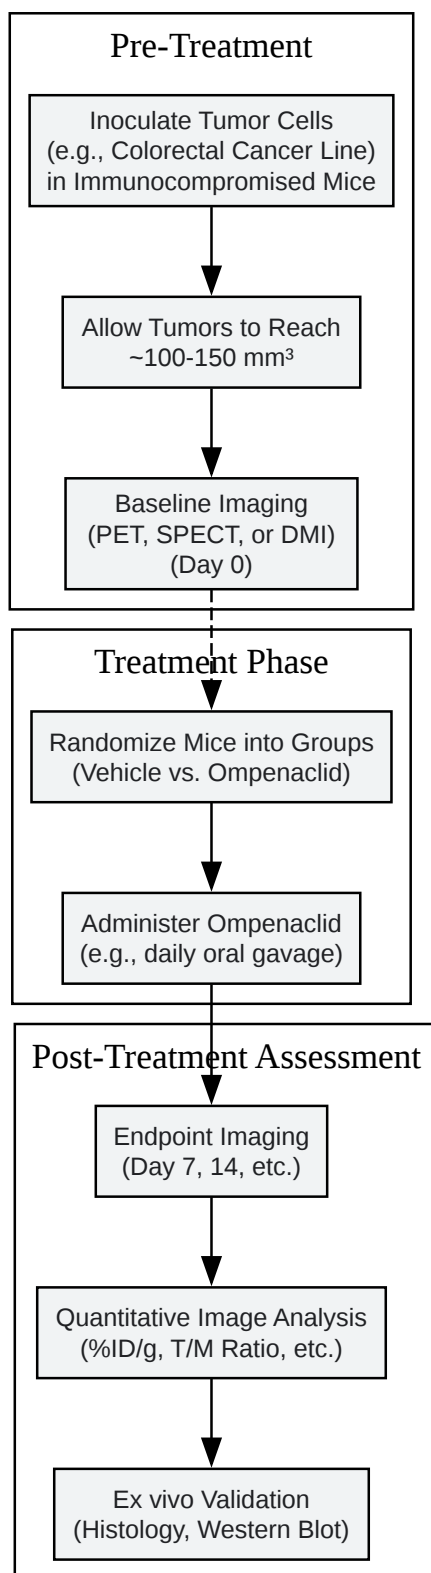 Pre-Treatment
Inoculate Tumor Cells
(e.g., Colorectal Cancer Line)
in Immunocompromised Mice
Allow Tumors to Reach
~100-150 mm³
Baseline Imaging
(PET, SPECT, or DMI)
(Day 0)
Treatment Phase
Randomize Mice into Groups
(Vehicle vs. Ompenaclid)
Administer Ompenaclid
(e.g., daily oral gavage)
Post-Treatment Assessment
Endpoint Imaging
(Day 7, 14, etc.)
Quantitative Image Analysis
(%ID/g, T/M Ratio, etc.)
Ex vivo Validation
(Histology, Western Blot)